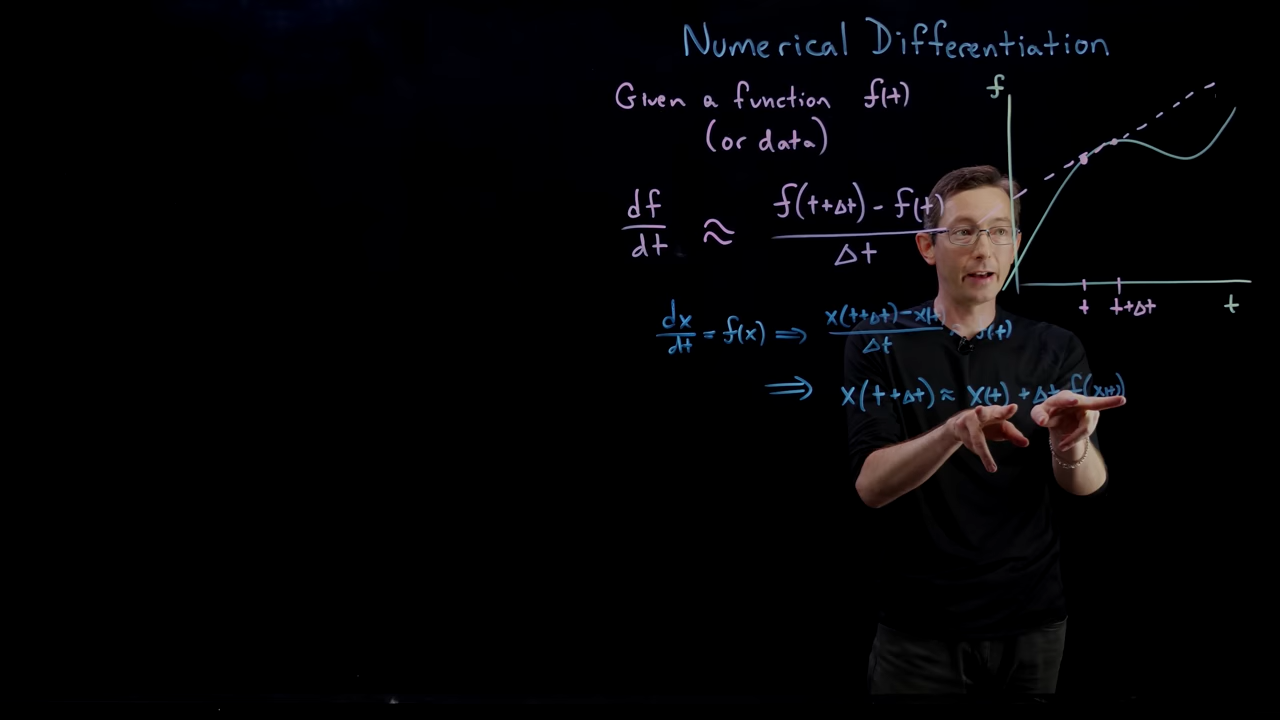 Numerical Differentiation
Given a function f(t)
(or data)
df/dt ≈ (f(t+Δt) - f(t))/Δt
f
t
t+Δt
t
dx/dt = f(x) ⇒ (x(t+Δt) - x(t))/Δt
⇒ x(t+Δt) ≈ x(t) + Δt f(x(t))